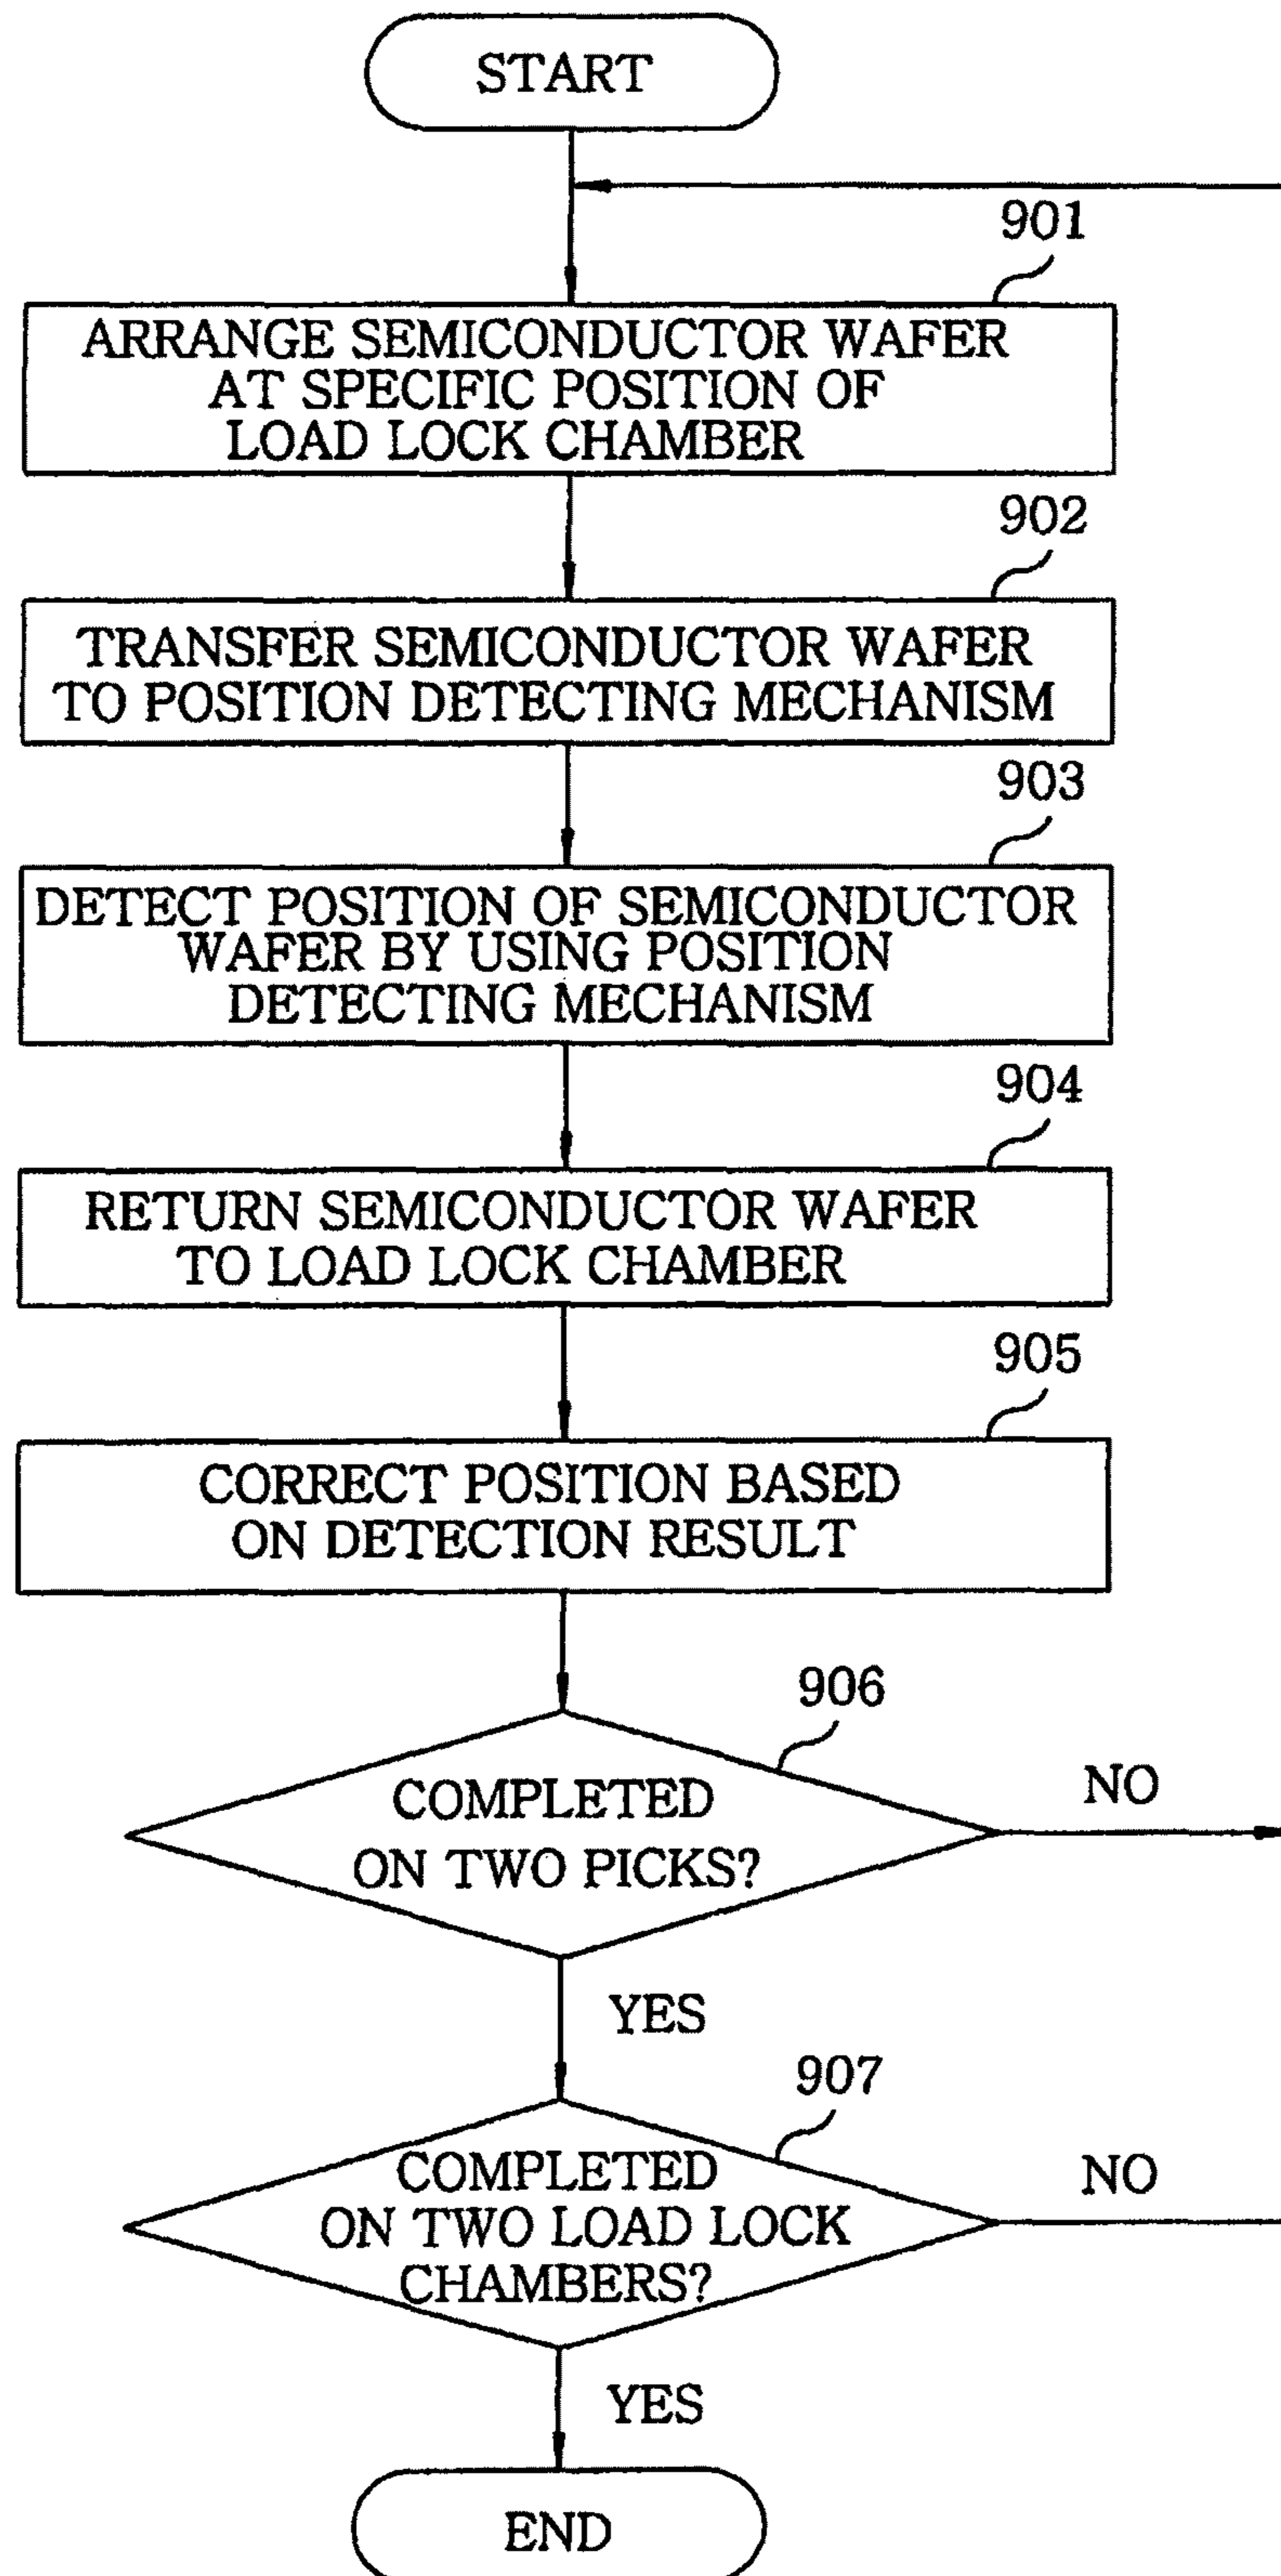 START
901
ARRANGE SEMICONDUCTOR WAFER
AT SPECIFIC POSITION OF
LOAD LOCK CHAMBER
902
TRANSFER SEMICONDUCTOR WAFER
TO POSITION DETECTING MECHANISM
903
DETECT POSITION OF SEMICONDUCTOR
WAFER BY USING POSITION
DETECTING MECHANISM
904
RETURN SEMICONDUCTOR WAFER
TO LOAD LOCK CHAMBER
905
CORRECT POSITION BASED
ON DETECTION RESULT
906
COMPLETED
ON TWO PICKS?
NO
YES
907
COMPLETED
ON TWO LOAD LOCK
CHAMBERS?
NO
YES
END